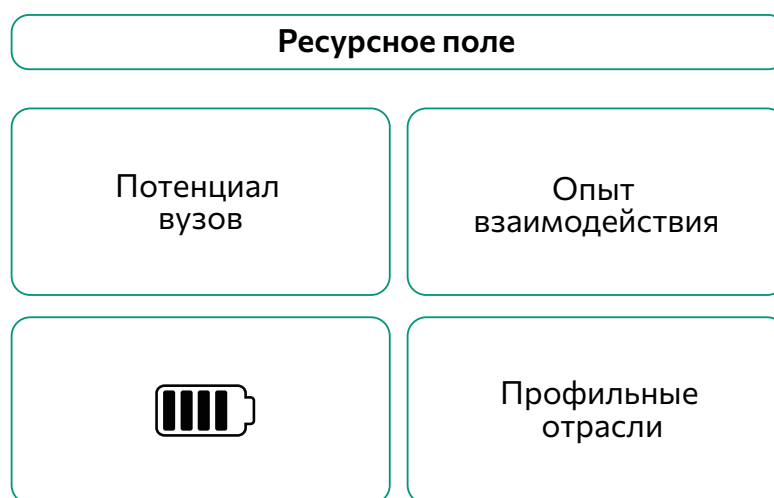 Ресурсное поле
Потенциал
вузов
Опыт
взаимодействия
Профильные
отрасли